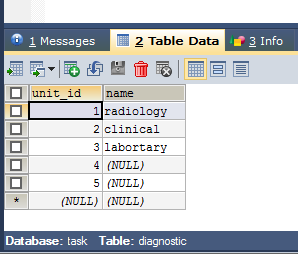 1 Messages 2 Table Data 3 Info
unit_id name
1 radiology
2 clinical
3 labortary
4 (NULL)
5 (NULL)
* (NULL) (NULL)
Database: task Table: diagnostic